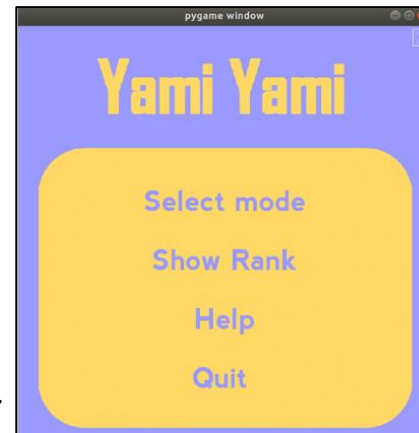 pygame window
Yami Yami
Select mode
Show Rank
Help
Quit